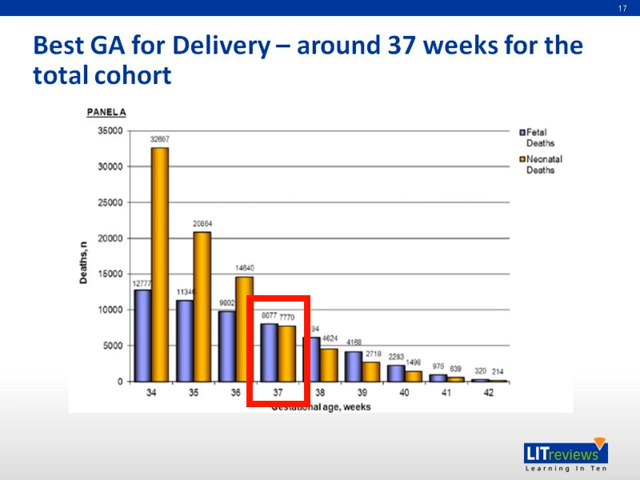 17
Best GA for Delivery – around 37 weeks for the
total cohort
PANEL A
35000
30000
25000
20000
15000
10000
5000
0
Deaths, n
32607
20864
14640
12777
11346
9802
8077 7770
94
4624
4168
2718
2283
1498
975
639
320 214
34 35 36 37 38 39 40 41 42
Gestational age, weeks
Fetal
Deaths
Neonatal
Deaths
LITreviews
Learning In Ten